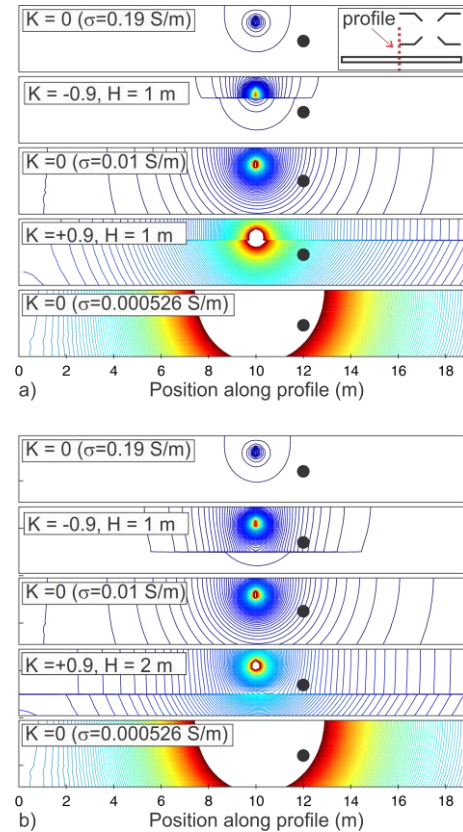 K = 0 (σ=0.19 S/m)
profile
K = -0.9, H = 1 m
K =0 (σ=0.01 S/m)
K =+0.9, H = 1 m
K =0 (σ=0.000526 S/m)
0 2 4 6 8 10 12 14 16 18
a) Position along profile (m)
K = 0 (σ=0.19 S/m)
K = -0.9, H = 1 m
K =0 (σ=0.01 S/m)
K =+0.9, H = 2 m
K =0 (σ=0.000526 S/m)
0 2 4 6 8 10 12 14 16 18
b) Position along profile (m)